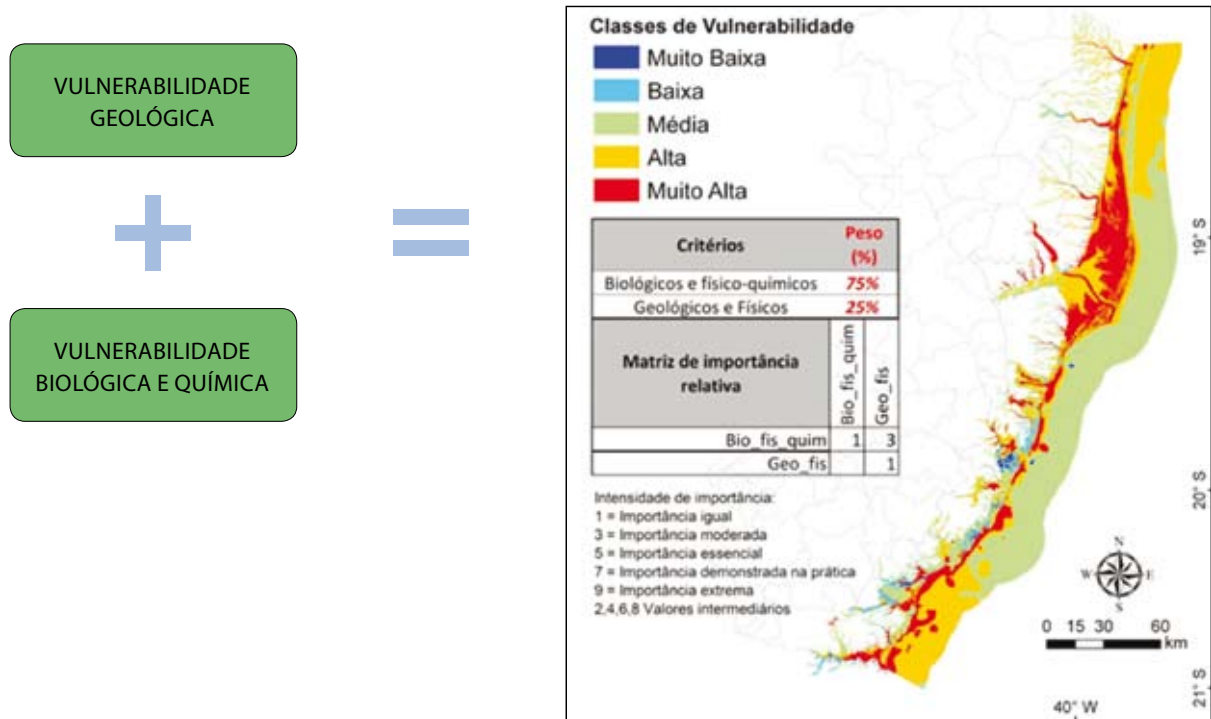 VULNERABILIDADE
GEOLÓGICA
VULNERABILIDADE
BIOLÓGICA E QUÍMICA
Classes de Vulnerabilidade
Muito Baixa
Baixa
Média
Alta
Muito Alta
Critérios Peso (%)
Biológicos e físico-químicos 75%
Geológicos e Físicos 25%
Matriz de importância relativa Bio_fis_quim Geo_fis
Bio_fis_quim 1 3
Geo_fis 1
Intensidade de importância:
1 = Importância igual
3 = Importância moderada
5 = Importância essencial
7 = Importância demonstrada na prática
9 = Importância extrema
2,4,6,8 Valores intermediários
19° S
20° S
N
W E
S
0 15 30 60
km
21° S
40° W